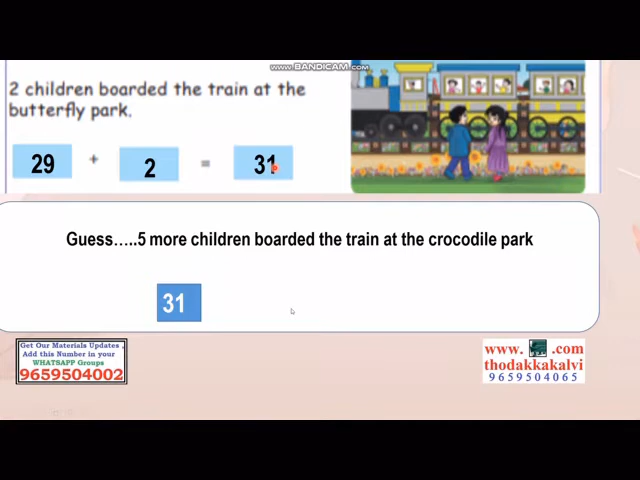 www.BANDICAM.com
2 children boarded the train at the
butterfly park.
29 + 2 = 31
Guess…..5 more children boarded the train at the crocodile park
31
Get Our Materials Updates ,
Add this Number in your
WHATSAPP Groups
9659504002
www. .com
thodakkakalvi
9659504065